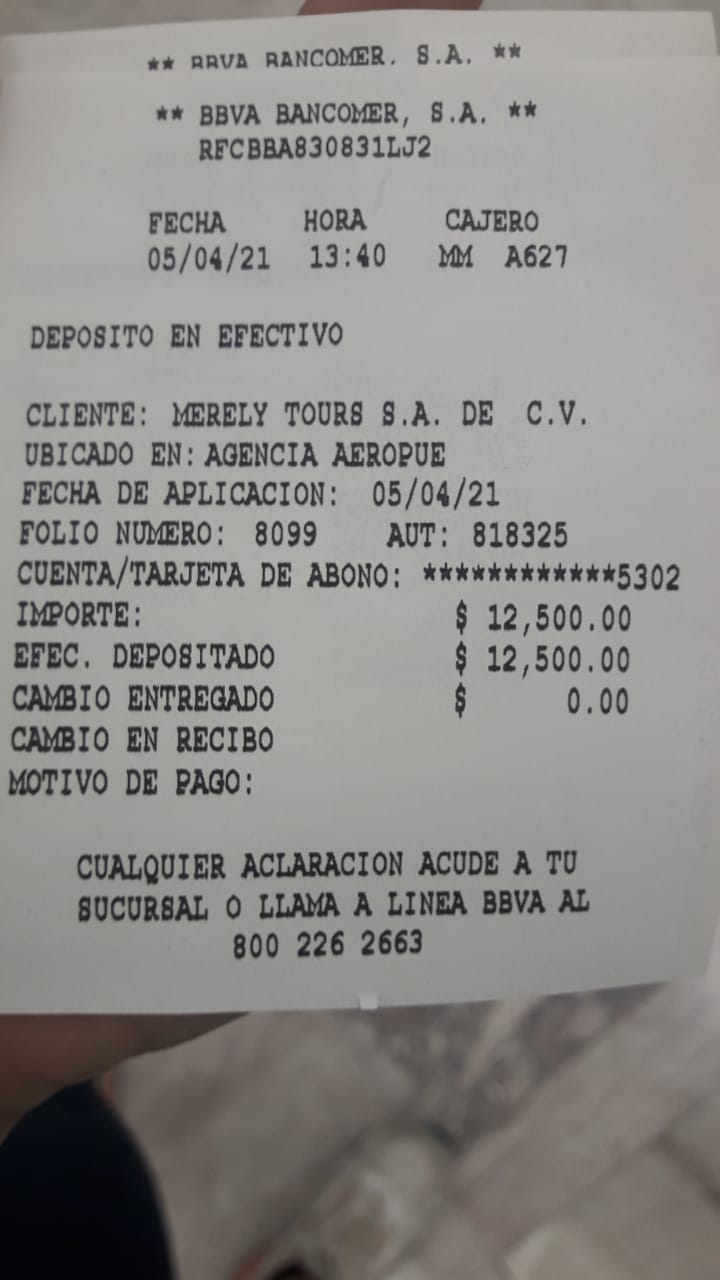 ** BBVA BANCOMER, S.A. **
** BBVA BANCOMER, S.A. **
RFCBBA830831LJ2
FECHA HORA CAJERO
05/04/21 13:40 MM A627
DEPOSITO EN EFECTIVO
CLIENTE: MERELY TOURS S.A. DE C.V.
UBICADO EN: AGENCIA AEROPUE
FECHA DE APLICACION: 05/04/21
FOLIO NUMERO: 8099 AUT: 818325
CUENTA/TARJETA DE ABONO: ************5302
IMPORTE: $ 12,500.00
EFEC. DEPOSITADO $ 12,500.00
CAMBIO ENTREGADO $ 0.00
CAMBIO EN RECIBO
MOTIVO DE PAGO:
CUALQUIER ACLARACION ACUDE A TU
SUCURSAL O LLAMA A LINEA BBVA AL
800 226 2663